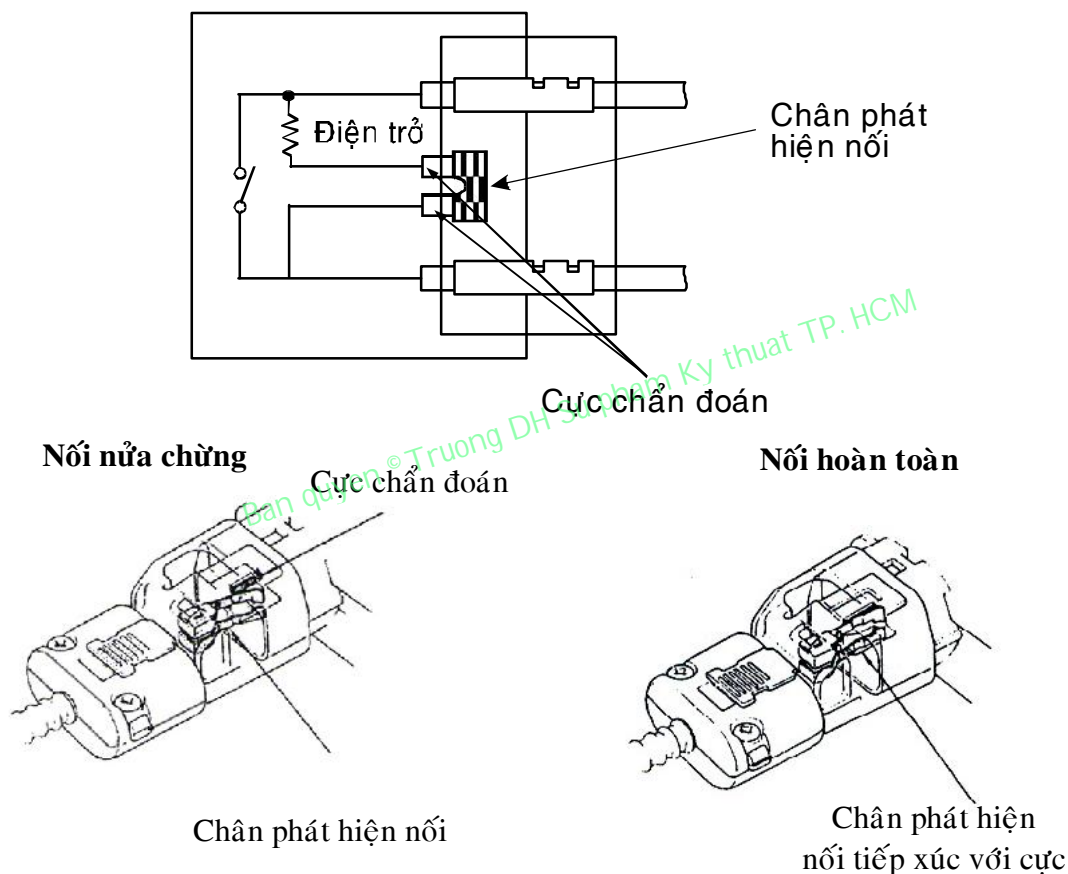 Điện trở
Chân phát
hiện nối
Cực chẩn đoán
Bản quyen © Truong DH Su pham Ky thuat TP. HCM
Nối nửa chừng
Nối hoàn toàn
Cực chẩn đoán
Chân phát hiện nối
Chân phát hiện
nối tiếp xúc với cực